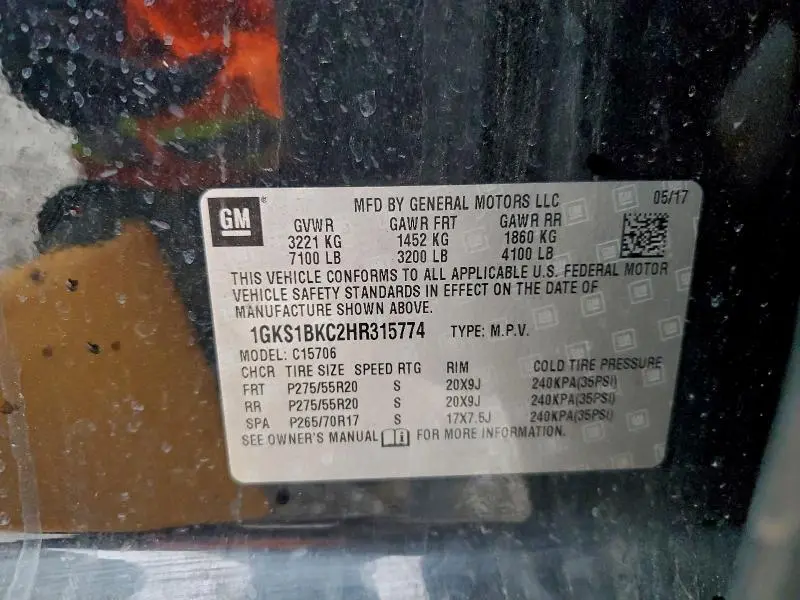 GM
MFD BY GENERAL MOTORS LLC 05/17
GVWR GAWR FRT GAWR RR
3221 KG 1452 KG 1860 KG
7100 LB 3200 LB 4100 LB
THIS VEHICLE CONFORMS TO ALL APPLICABLE U.S. FEDERAL MOTOR
VEHICLE SAFETY STANDARDS IN EFFECT ON THE DATE OF
MANUFACTURE SHOWN ABOVE.
1GKS1BKC2HR315774 TYPE: M.P.V.
MODEL: C15706
CHCR TIRE SIZE SPEED RTG RIM COLD TIRE PRESSURE
FRT P275/55R20 S 20X9J 240KPA(35PSI)
RR P275/55R20 S 20X9J 240KPA(35PSI)
SPA P265/70R17 S 17X7.5J 240KPA(35PSI)
SEE OWNER'S MANUAL FOR MORE INFORMATION.